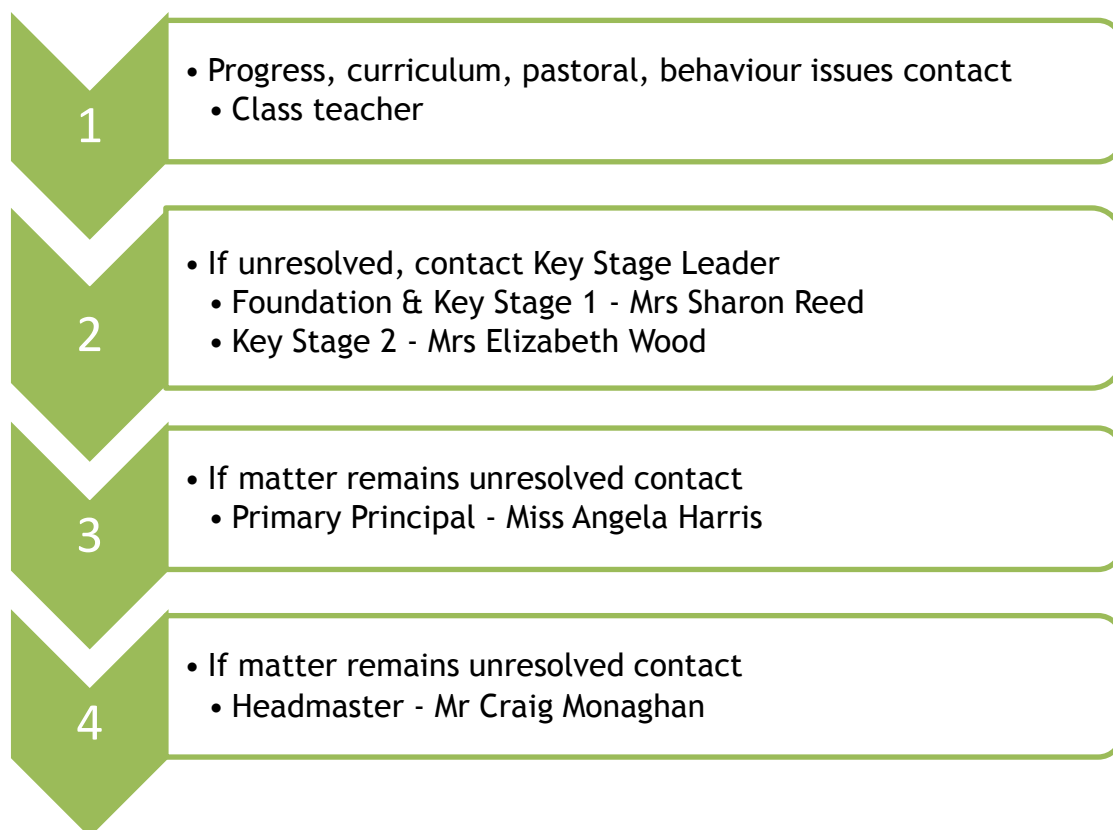 1
• Progress, curriculum, pastoral, behaviour issues contact
• Class teacher
2
• If unresolved, contact Key Stage Leader
• Foundation & Key Stage 1 - Mrs Sharon Reed
• Key Stage 2 - Mrs Elizabeth Wood
3
• If matter remains unresolved contact
• Primary Principal - Miss Angela Harris
4
• If matter remains unresolved contact
• Headmaster - Mr Craig Monaghan